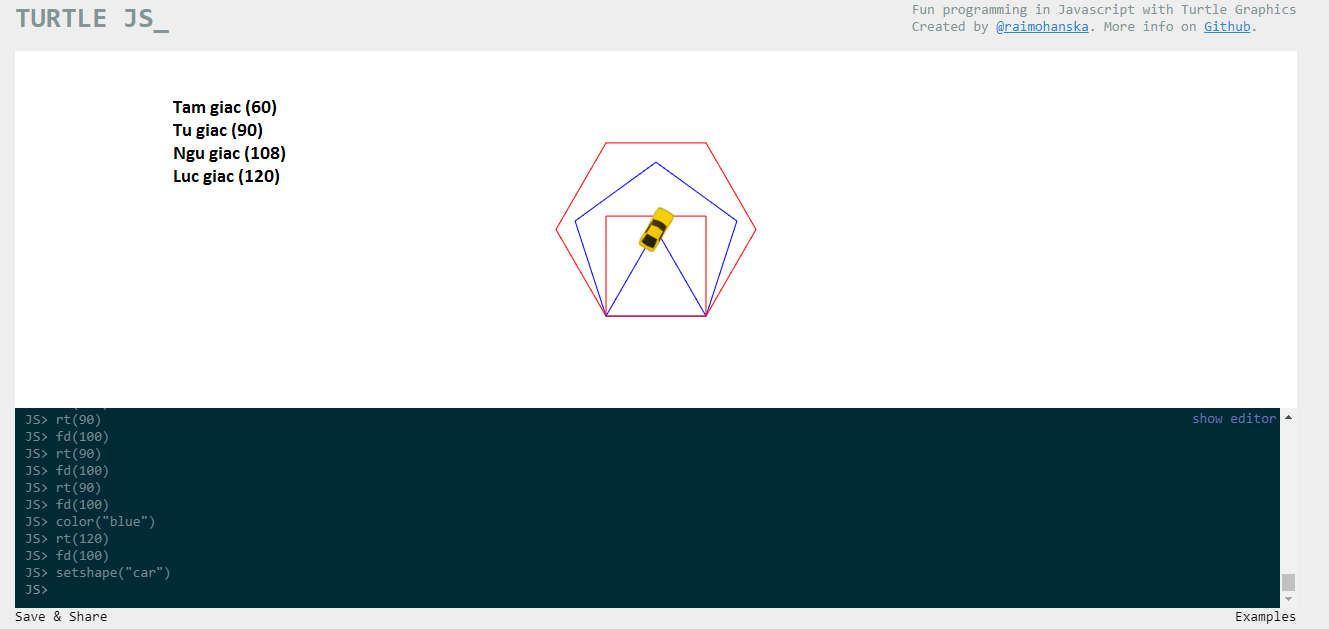 TURTLE JS_
Fun programming in Javascript with Turtle Graphics
Created by @raimohanska. More info on Github.
Tam giac (60)
Tu giac (90)
Ngu giac (108)
Luc giac (120)
show editor
JS> rt(90)
JS> fd(100)
JS> rt(90)
JS> fd(100)
JS> rt(90)
JS> fd(100)
JS> color("blue")
JS> rt(120)
JS> fd(100)
JS> setshape("car")
JS>
Save & Share
Examples